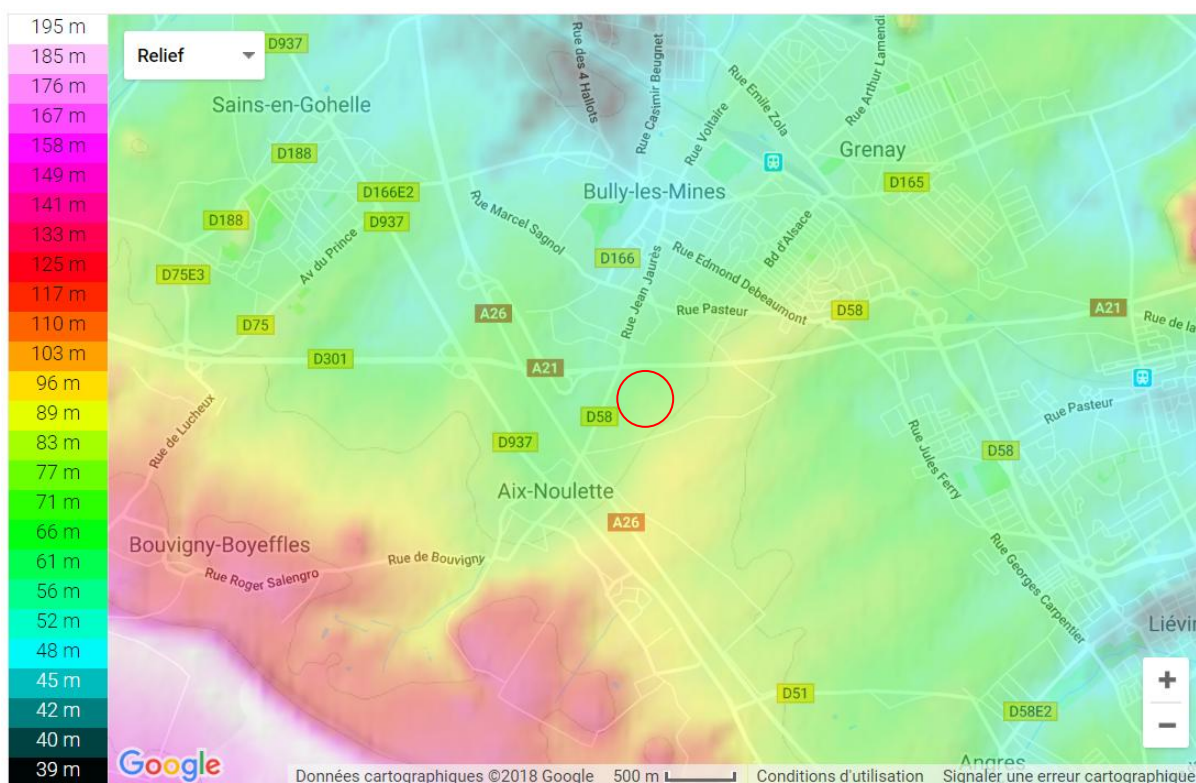 195 m
185 m
176 m
167 m
158 m
149 m
141 m
133 m
125 m
117 m
110 m
103 m
96 m
89 m
83 m
77 m
71 m
66 m
61 m
56 m
52 m
48 m
45 m
42 m
40 m
39 m
Relief
D937
Sains-en-Gohelle
D188
D166E2
D188
D937
D75E3
Av du Prince
D75
D301
Rue de Lucheux
Bouvigny-Boyeffles
Rue Roger Salengro
Rue de Bouvigny
Rue des 4 Hallots
Rue Casimir Beugnet
Rue Emile Zola
Rue Voltaire
Rue Arthur Lamendi
Grenay
D165
Bully-les-Mines
Rue Marcel Sagnol
D166
Rue Jean Jaurès
Rue Edmond Debeaumont
Bd d'Alsace
Rue Pasteur
D58
A26
A21
A21
Rue de la
D58
D937
Aix-Noulette
A26
Rue Pasteur
Rue Jules Ferry
D58
Rue Georges Carpentier
Liévin
D51
D58E2
Angres
+
−
Google
Données cartographiques ©2018 Google 500 m Conditions d'utilisation Signaler une erreur cartographique